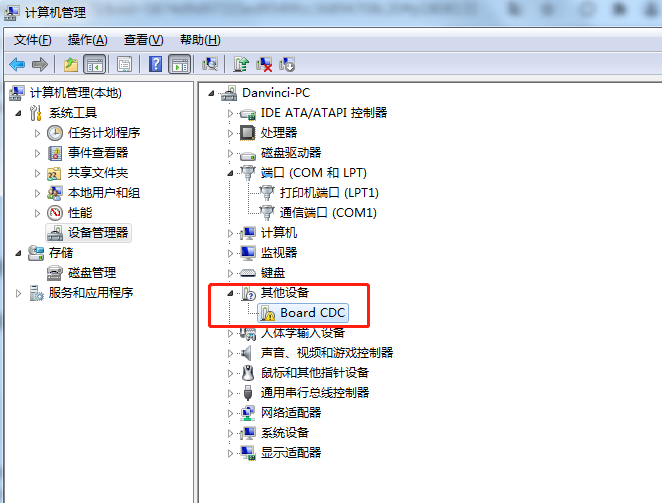 计算机管理
文件(F) 操作(A) 查看(V) 帮助(H)
计算机管理(本地)
系统工具
任务计划程序
事件查看器
共享文件夹
本地用户和组
性能
设备管理器
存储
磁盘管理
服务和应用程序
Danvinci-PC
IDE ATA/ATAPI 控制器
处理器
磁盘驱动器
端口 (COM 和 LPT)
打印机端口 (LPT1)
通信端口 (COM1)
计算机
监视器
键盘
其他设备
Board CDC
人体学输入设备
声音、视频和游戏控制器
鼠标和其他指针设备
通用串行总线控制器
网络适配器
系统设备
显示适配器